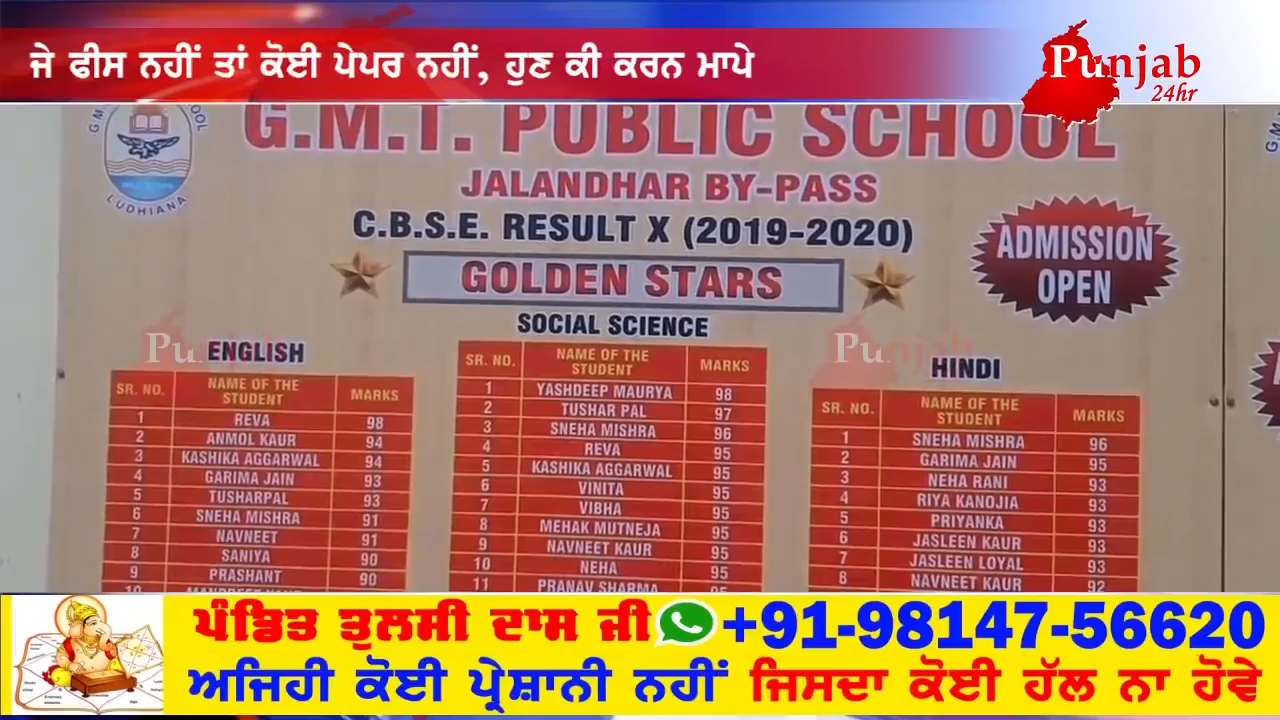 ਜੇ ਫੀਸ ਨਹੀਂ ਤਾਂ ਕੋਈ ਪੇਪਰ ਨਹੀਂ, ਹੁਣ ਕੀ ਕਰਨ ਮਾਪੇ
Punjab
24hr
G.M.T. PUBLIC SCHOOL
LUDHIANA
JALANDHAR BY-PASS
C.B.S.E. RESULT X (2019-2020)
ADMISSION
OPEN
GOLDEN STARS
ENGLISH
SR. NO. NAME OF THE STUDENT MARKS
1 REVA 98
2 ANMOL KAUR 94
3 KASHIKA AGGARWAL 94
4 GARIMA JAIN 93
5 TUSHARPAL 93
6 SNEHA MISHRA 91
7 NAVNEET 91
8 SANIYA 90
9 PRASHANT 90
SOCIAL SCIENCE
SR. NO. NAME OF THE STUDENT MARKS
1 YASHDEEP MAURYA 98
2 TUSHAR PAL 97
3 SNEHA MISHRA 96
4 REVA 95
5 KASHIKA AGGARWAL 95
6 VINITA 95
7 VIBHA 95
8 MEHAK MUTNEJA 95
9 NAVNEET KAUR 95
10 NEHA 95
11 PRANAV SHARMA 95
HINDI
SR. NO. NAME OF THE STUDENT MARKS
1 SNEHA MISHRA 96
2 GARIMA JAIN 95
3 NEHA RANI 93
4 RIYA KANOJIA 93
5 PRIYANKA 93
6 JASLEEN KAUR 93
7 JASLEEN LOYAL 93
8 NAVNEET KAUR 92
ਪੰਡਿਤ ਤੁਲਸੀ ਦਾਸ ਜੀ +91-98147-56620
ਅਜਿਹੀ ਕੋਈ ਪ੍ਰੇਸ਼ਾਨੀ ਨਹੀਂ ਜਿਸਦਾ ਕੋਈ ਹੱਲ ਨਾ ਹੋਵੇ